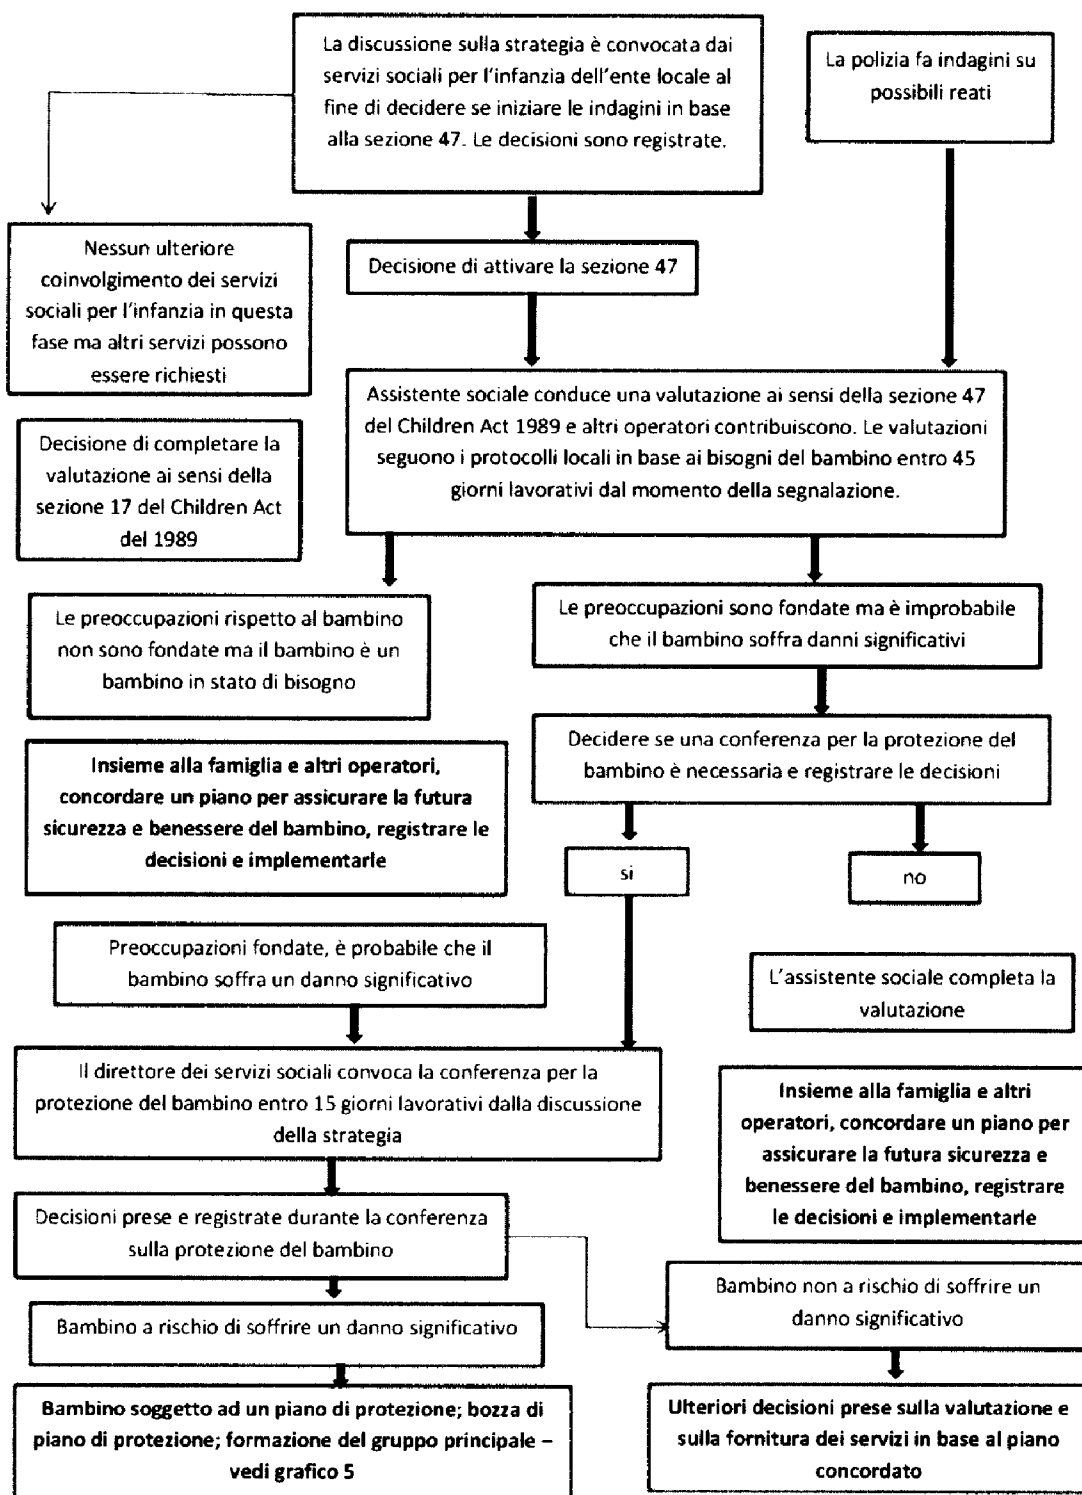 La discussione sulla strategia è convocata dai
servizi sociali per l'infanzia dell'ente locale al
fine di decidere se iniziare le indagini in base
alla sezione 47. Le decisioni sono registrate.
La polizia fa indagini su
possibili reati
Nessun ulteriore
coinvolgimento dei servizi
sociali per l'infanzia in questa
fase ma altri servizi possono
essere richiesti
Decisione di attivare la sezione 47
Assistente sociale conduce una valutazione ai sensi della sezione 47
del Children Act 1989 e altri operatori contribuiscono. Le valutazioni
seguono i protocolli locali in base ai bisogni del bambino entro 45
giorni lavorativi dal momento della segnalazione.
Decisione di completare la
valutazione ai sensi della
sezione 17 del Children Act
del 1989
Le preoccupazioni rispetto al bambino
non sono fondate ma il bambino è un
bambino in stato di bisogno
Le preoccupazioni sono fondate ma è improbabile
che il bambino soffra danni significativi
Decidere se una conferenza per la protezione del
bambino è necessaria e registrare le decisioni
Insieme alla famiglia e altri operatori,
concordare un piano per assicurare la futura
sicurezza e benessere del bambino, registrare le
decisioni e implementarle
si
no
Preoccupazioni fondate, è probabile che il
bambino soffra un danno significativo
L'assistente sociale completa la
valutazione
Il direttore dei servizi sociali convoca la conferenza per la
protezione del bambino entro 15 giorni lavorativi dalla discussione
della strategia
Insieme alla famiglia e altri
operatori, concordare un piano per
assicurare la futura sicurezza e
benessere del bambino, registrare
le decisioni e implementarle
Decisioni prese e registrate durante la conferenza
sulla protezione del bambino
Bambino non a rischio di soffrire un
danno significativo
Bambino a rischio di soffrire un danno significativo
Bambino soggetto ad un piano di protezione; bozza di
piano di protezione; formazione del gruppo principale –
vedi grafico 5
Ulteriori decisioni prese sulla valutazione e
sulla fornitura dei servizi in base al piano
concordato